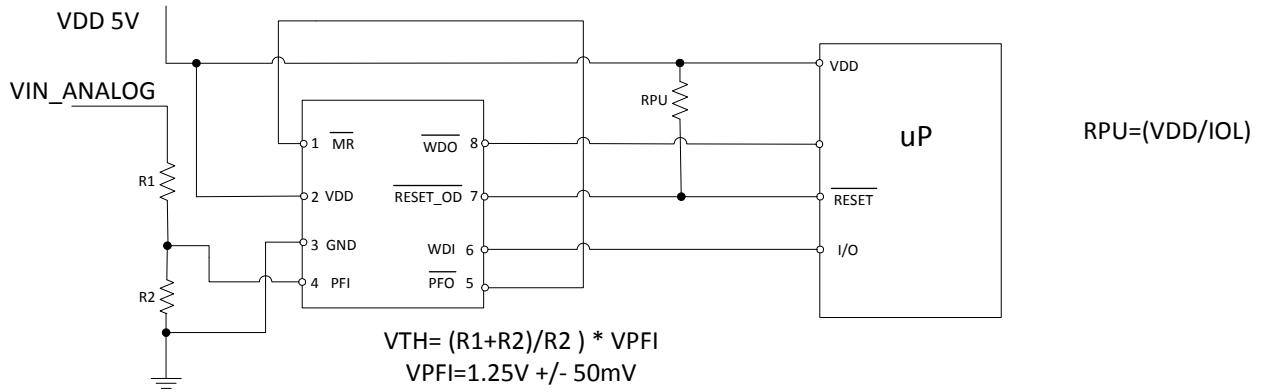 VDD 5V
VIN_ANALOG
R1
R2
1 MR
2 VDD
3 GND
4 PFI
WDO 8
RESET_OD 7
WDI 6
PFO 5
RPU
VDD
uP
RESET
I/O
RPU=(VDD/IOL)
VTH= (R1+R2)/R2 ) * VPFI
VPFI=1.25V +/- 50mV